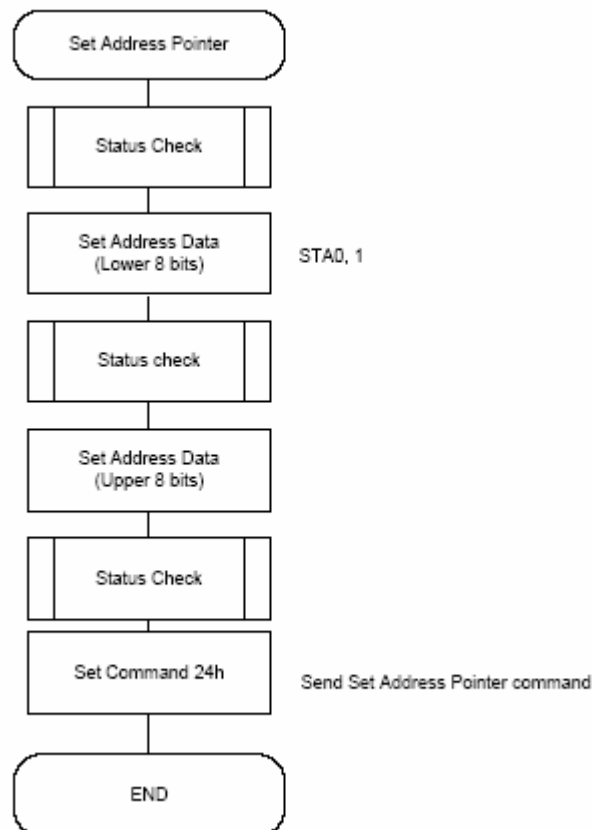 Set Address Pointer
Status Check
Set Address Data
(Lower 8 bits)
STA0, 1
Status check
Set Address Data
(Upper 8 bits)
Status Check
Set Command 24h
Send Set Address Pointer command
END